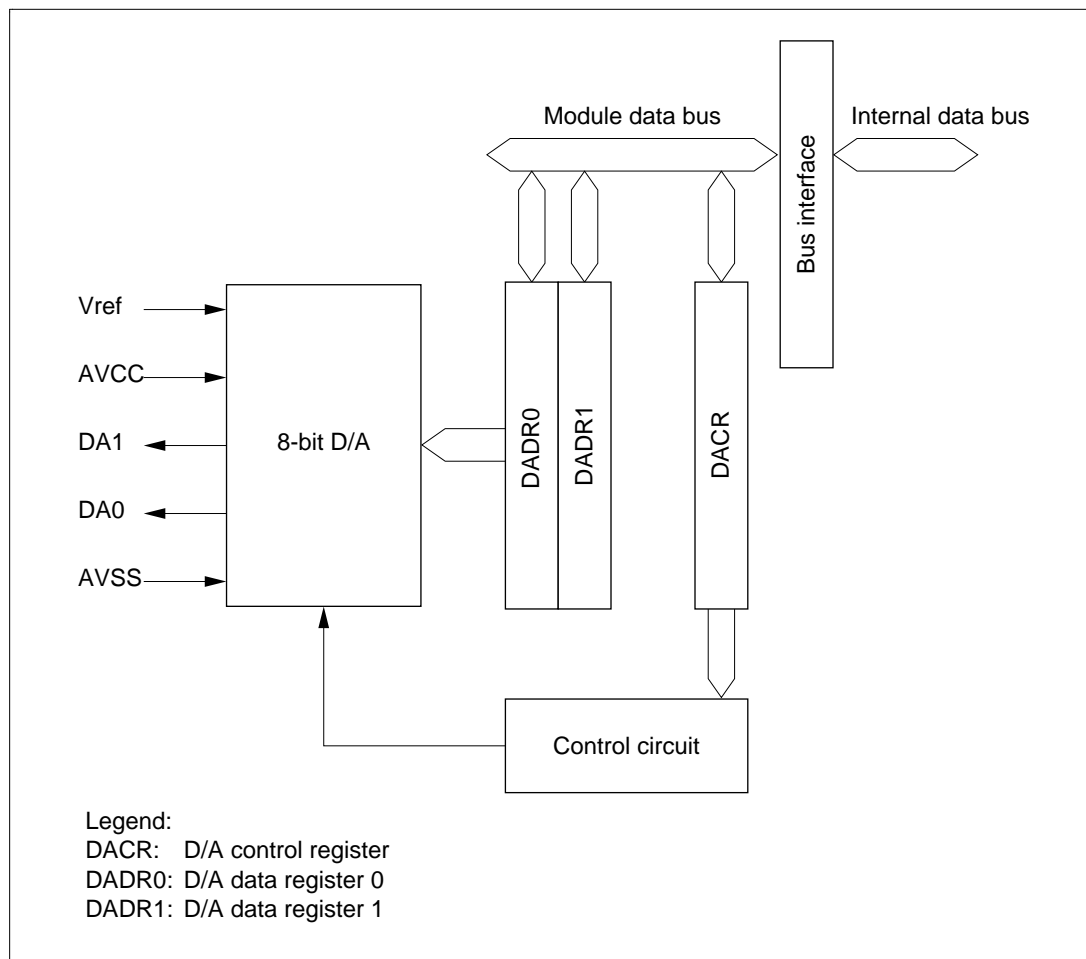 Module data bus
Internal data bus
Bus interface
Vref
AVCC
DA1
DA0
AVSS
8-bit D/A
DADR0
DADR1
DACR
Control circuit
Legend:
DACR: D/A control register
DADR0: D/A data register 0
DADR1: D/A data register 1